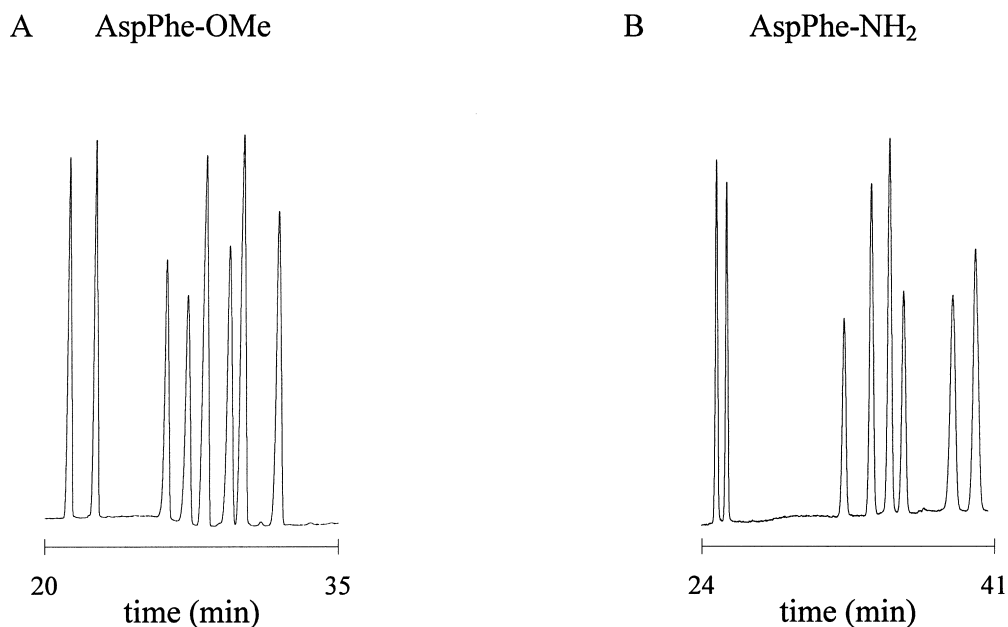 A AspPhe-OMe
B AspPhe-NH₂
20 35
time (min)
24 41
time (min)